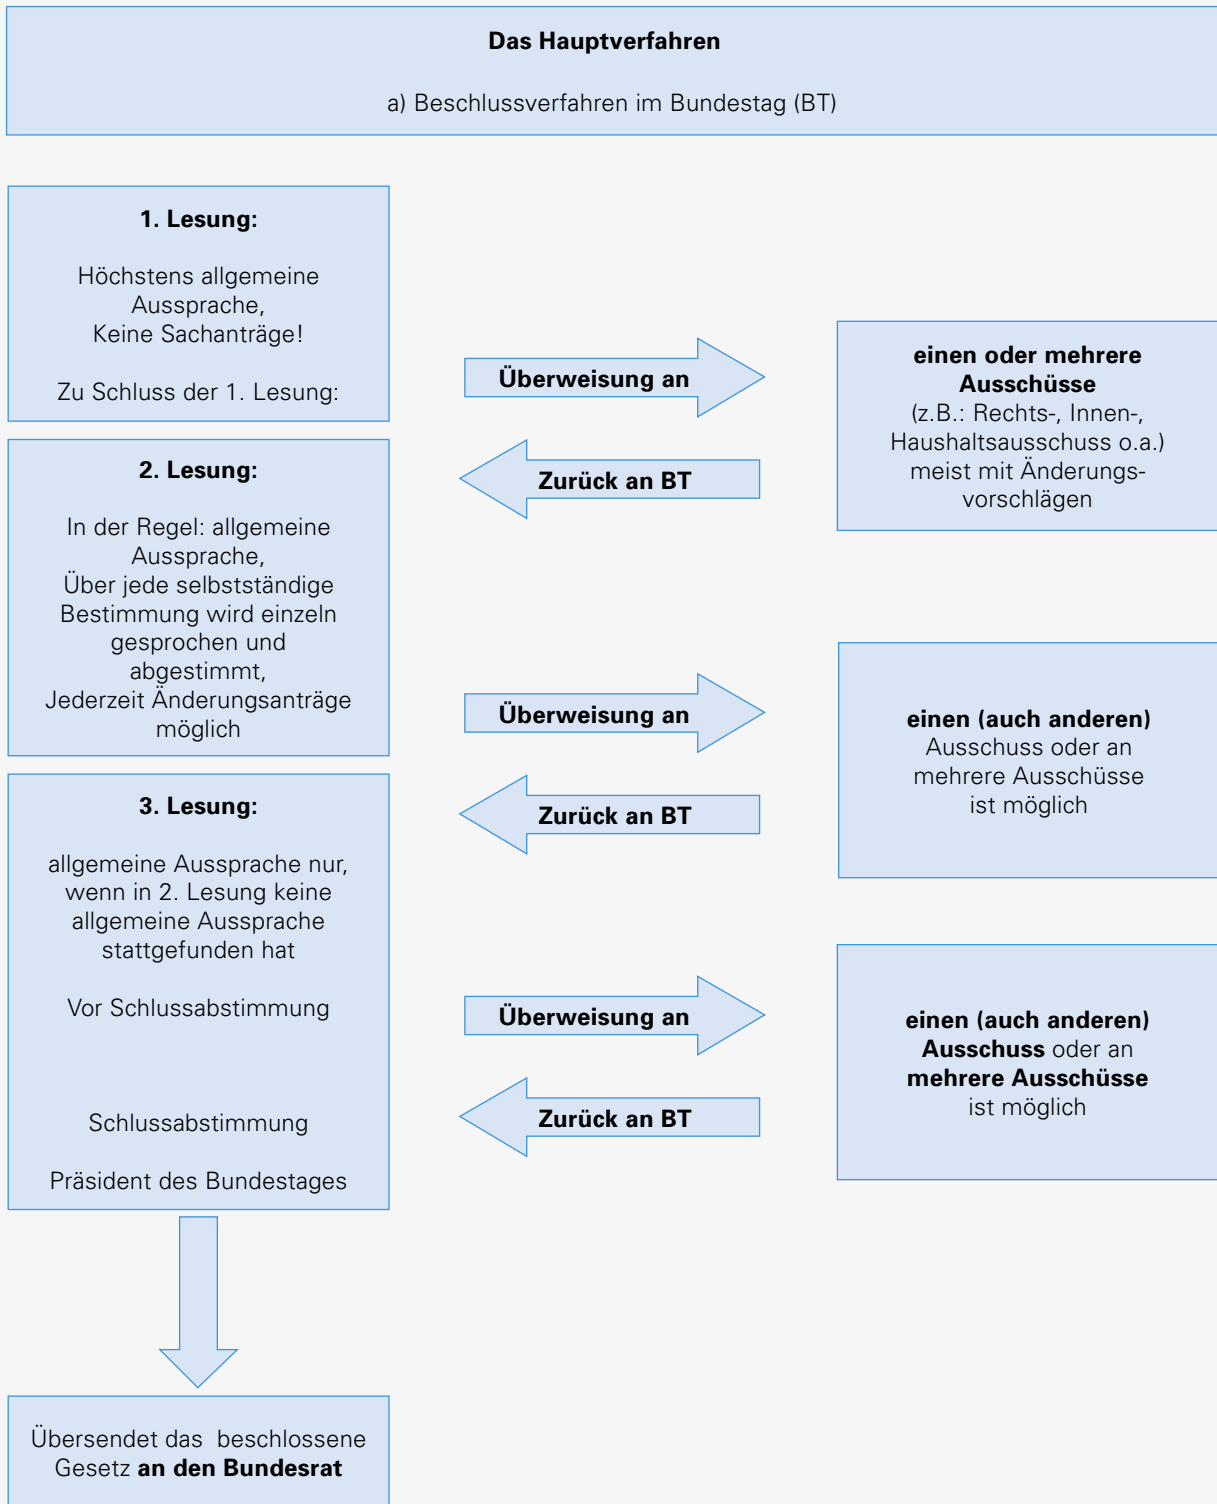 Das Hauptverfahren
a) Beschlussverfahren im Bundestag (BT)
1. Lesung:
Höchstens allgemeine
Aussprache,
Keine Sachanträge!
Zu Schluss der 1. Lesung:
Überweisung an
einen oder mehrere
Ausschüsse
(z.B.: Rechts-, Innen-,
Haushaltsausschuss o.a.)
meist mit Änderungs-
vorschlägen
Zurück an BT
2. Lesung:
In der Regel: allgemeine
Aussprache,
Über jede selbstständige
Bestimmung wird einzeln
gesprochen und
abgestimmt,
Jederzeit Änderungsanträge
möglich
Überweisung an
einen (auch anderen)
Ausschuss oder an
mehrere Ausschüsse
ist möglich
Zurück an BT
3. Lesung:
allgemeine Aussprache nur,
wenn in 2. Lesung keine
allgemeine Aussprache
stattgefunden hat
Vor Schlussabstimmung
Überweisung an
einen (auch anderen)
Ausschuss oder an
mehrere Ausschüsse
ist möglich
Zurück an BT
Schlussabstimmung
Präsident des Bundestages
Übersendet das beschlossene
Gesetz an den Bundesrat